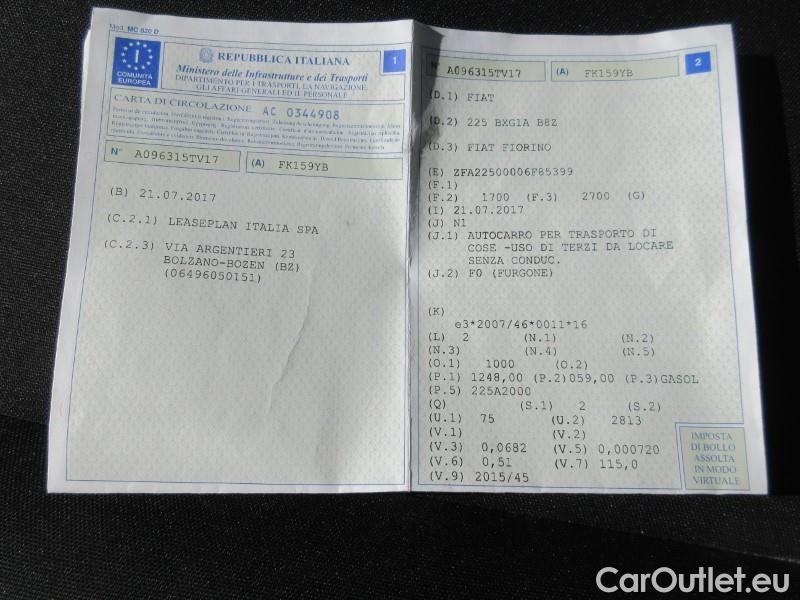 Mod. MC 820 D
I
COMUNITÀ
EUROPEA
REPUBBLICA ITALIANA
1
Ministero delle Infrastrutture e dei Trasporti
DIPARTIMENTO PER I TRASPORTI, LA NAVIGAZIONE,
GLI AFFARI GENERALI ED IL PERSONALE
CARTA DI CIRCOLAZIONE AC 0344908
N° A096315TV17 (A) FK159YB
(B) 21.07.2017
(C.2.1) LEASEPLAN ITALIA SPA
(C.2.3) VIA ARGENTIERI 23
BOLZANO-BOZEN (BZ)
(06496050151)
N° A096315TV17 (A) FK159YB 2
(D.1) FIAT
(D.2) 225 BXG1A B8Z
(D.3) FIAT FIORINO
(E) ZFA22500006F85399
(F.1)
(F.2) 1700 (F.3) 2700 (G)
(I) 21.07.2017
(J) N1
(J.1) AUTOCARRO PER TRASPORTO DI
COSE -USO DI TERZI DA LOCARE
SENZA CONDUC.
(J.2) F0 (FURGONE)
(K)
e3*2007/46*0011*16
(L) 2 (N.1) (N.2)
(N.3) (N.4) (N.5)
(O.1) 1000 (O.2)
(P.1) 1248,00 (P.2)059,00 (P.3)GASOL
(P.5) 225A2000
(Q) (S.1) 2 (S.2)
(U.1) 75 (U.2) 2813
(V.1) (V.2)
(V.3) 0,0682 (V.5) 0,000720
(V.6) 0,51 (V.7) 115,0
(V.9) 2015/45
IMPOSTA
DI BOLLO
ASSOLTA
IN MODO
VIRTUALE
CarOutlet.eu